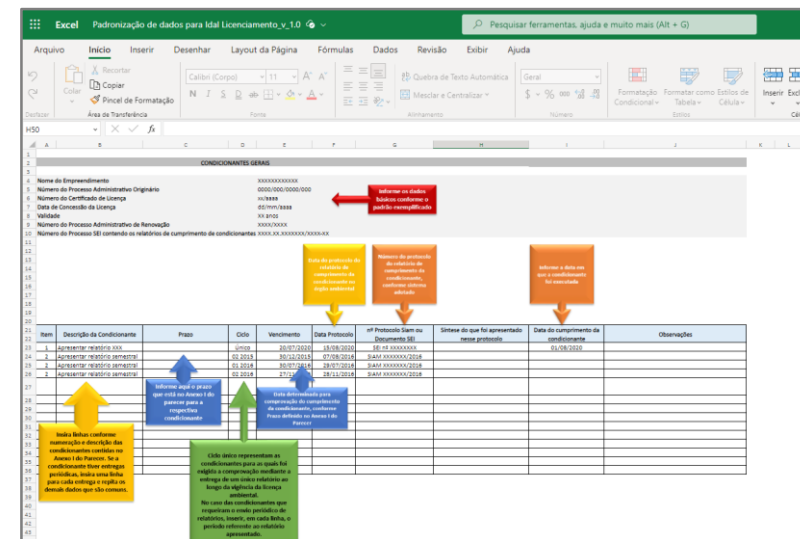 Excel Padronização de dados para Idal Licenciamento_v_1.0
Pesquisar ferramentas, ajuda e muito mais (Alt + G)
Arquivo Início Inserir Desenhar Layout da Página Fórmulas Dados Revisão Exibir Ajuda
Recortar
Copiar
Colar
Pincel de Formatação
Calibri (Corpo) 11
N I S D ab
Quebra de Texto Automática
Mesclar e Centralizar
Geral
Formatação Condicional
Formatar como Tabela
Estilos de Célula
Inserir
Desfazer Área de Transferência Fonte Alinhamento Número Estilos
H50
fx
A B C D E F G H I J K L
CONDICIONANTES GERAIS
Nome do Empreendimento XXXXXXXXXXXX
Número do Processo Administrativo Originário 0000/000/0000/000
Número do Certificado de Licença xx/aaaa
Data de Concessão da Licença dd/mm/aaaa
Validade XX anos
Número do Processo Administrativo de Renovação XXXX/XXXX
Número do Processo SEI contendo os relatórios de cumprimento de condicionantes XXXX.XX.XXXXXXX/XXXX-XX
Informe os dados
básicos conforme o
padrão exemplificado
Data do protocolo do
relatório de
cumprimento da
condicionante no
órgão ambiental
Número do protocolo
do relatório de
cumprimento da
condicionante,
conforme sistema
adotado
Informe a data em
que a condicionante
foi executada
Item Descrição da Condicionante Prazo Ciclo Vencimento Data Protocolo nº Protocolo Siam ou Documento SEI Síntese do que foi apresentado nesse protocolo Data do cumprimento da condicionante Observações
1 Apresentar relatório XXX único 20/07/2020 15/08/2020 SEI nº XXXXXXXX 01/08/2020
2 Apresentar relatório semestral 02 2015 30/12/2015 07/08/2016 SIAM XXXXXXX/2016
2 Apresentar relatório semestral 01 2016 30/07/2016 29/07/2016 SIAM XXXXXXX/2016
2 Apresentar relatório semestral 02 2016 28/11/2016 SIAM XXXXXXX/2016
Informe aqui o prazo
que está no Anexo I do
parecer para a
respectiva
condicionante
Data determinada para
comprovação do cumprimento
da condicionante, conforme
Prazo definido no Anexo I do
Parecer
Insira linhas conforme
numeração e descrição das
condicionantes contidas no
Anexo I do Parecer. Se a
condicionante tiver entregas
periódicas, insira uma linha
para cada entrega e repita os
demais dados que são comuns.
Ciclo único representam as
condicionantes para as quais foi
exigida a comprovação mediante a
entrega de um único relatório ao
longo da vigência da licença
ambiental.
No caso das condicionantes que
requeiram o envio periódico de
relatórios, inserir, em cada linha, o
período referente ao relatório
apresentado.